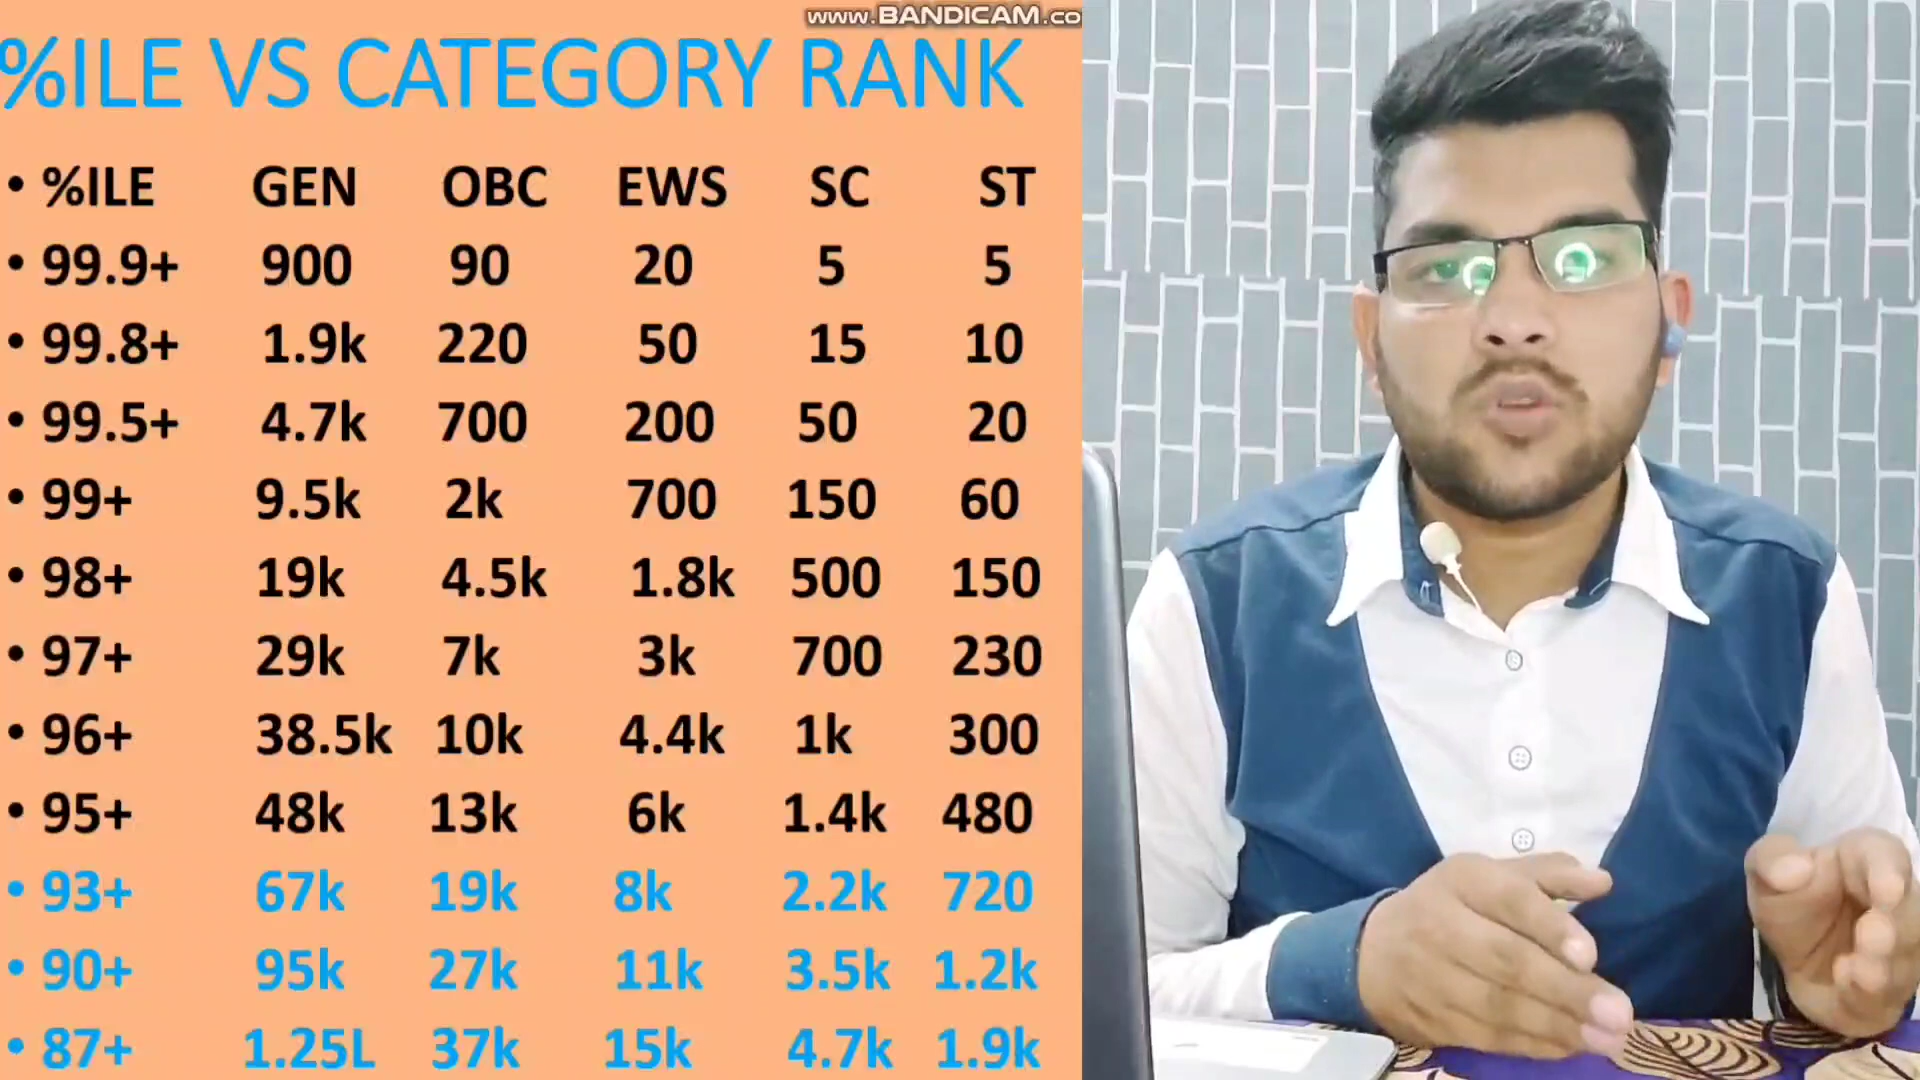 www.BANDICAM.co
%ILE VS CATEGORY RANK
• %ILE GEN OBC EWS SC ST
• 99.9+ 900 90 20 5 5
• 99.8+ 1.9k 220 50 15 10
• 99.5+ 4.7k 700 200 50 20
• 99+ 9.5k 2k 700 150 60
• 98+ 19k 4.5k 1.8k 500 150
• 97+ 29k 7k 3k 700 230
• 96+ 38.5k 10k 4.4k 1k 300
• 95+ 48k 13k 6k 1.4k 480
• 93+ 67k 19k 8k 2.2k 720
• 90+ 95k 27k 11k 3.5k 1.2k
• 87+ 1.25L 37k 15k 4.7k 1.9k